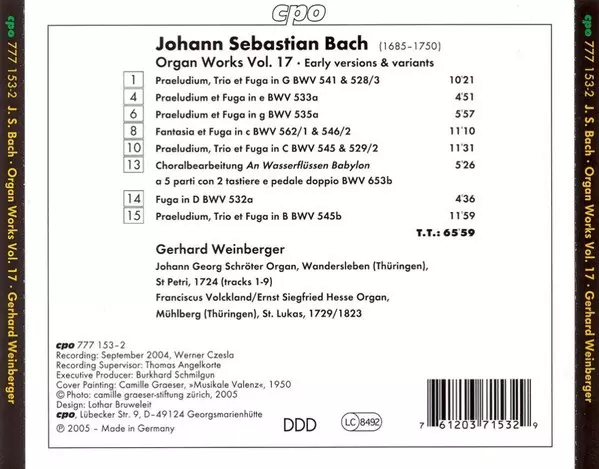 cpo
Johann Sebastian Bach (1685–1750)
Organ Works Vol. 17 · Early versions & variants
1 Praeludium, Trio et Fuga in G BWV 541 & 528/3 10'21
4 Praeludium et Fuga in e BWV 533a 4'51
6 Praeludium et Fuga in g BWV 535a 5'57
8 Fantasia et Fuga in c BWV 562/1 & 546/2 11'10
10 Praeludium, Trio et Fuga in C BWV 545 & 529/2 11'31
13 Choralbearbeitung An Wasserflüssen Babylon 5'26
a 5 parti con 2 tastiere e pedale doppio BWV 653b
14 Fuga in D BWV 532a 4'36
15 Praeludium, Trio et Fuga in B BWV 545b 11'59
T.T.: 65'59
Gerhard Weinberger
Johann Georg Schröter Organ, Wandersleben (Thüringen),
St Petri, 1724 (tracks 1-9)
Franciscus Volckland/Ernst Siegfried Hesse Organ,
Mühlberg (Thüringen), St. Lukas, 1729/1823
cpo 777 153–2
Recording: September 2004, Werner Czesla
Recording Supervisor: Thomas Angelkorte
Executive Producer: Burkhard Schmilgun
Cover Painting: Camille Graeser, »Musikale Valenz«, 1950
© Photo: camille graeser-stiftung zürich, 2005
Design: Lothar Bruweleit
cpo, Lübecker Str. 9, D–49124 Georgsmarienhütte
℗ 2005 – Made in Germany
DDD
LC 8492
7 61203 71532 9
cpo 777 153-2 J. S. Bach · Organ Works Vol. 17 · Gerhard Weinberger
cpo 777 153-2 J. S. Bach · Organ Works Vol. 17 · Gerhard Weinberger